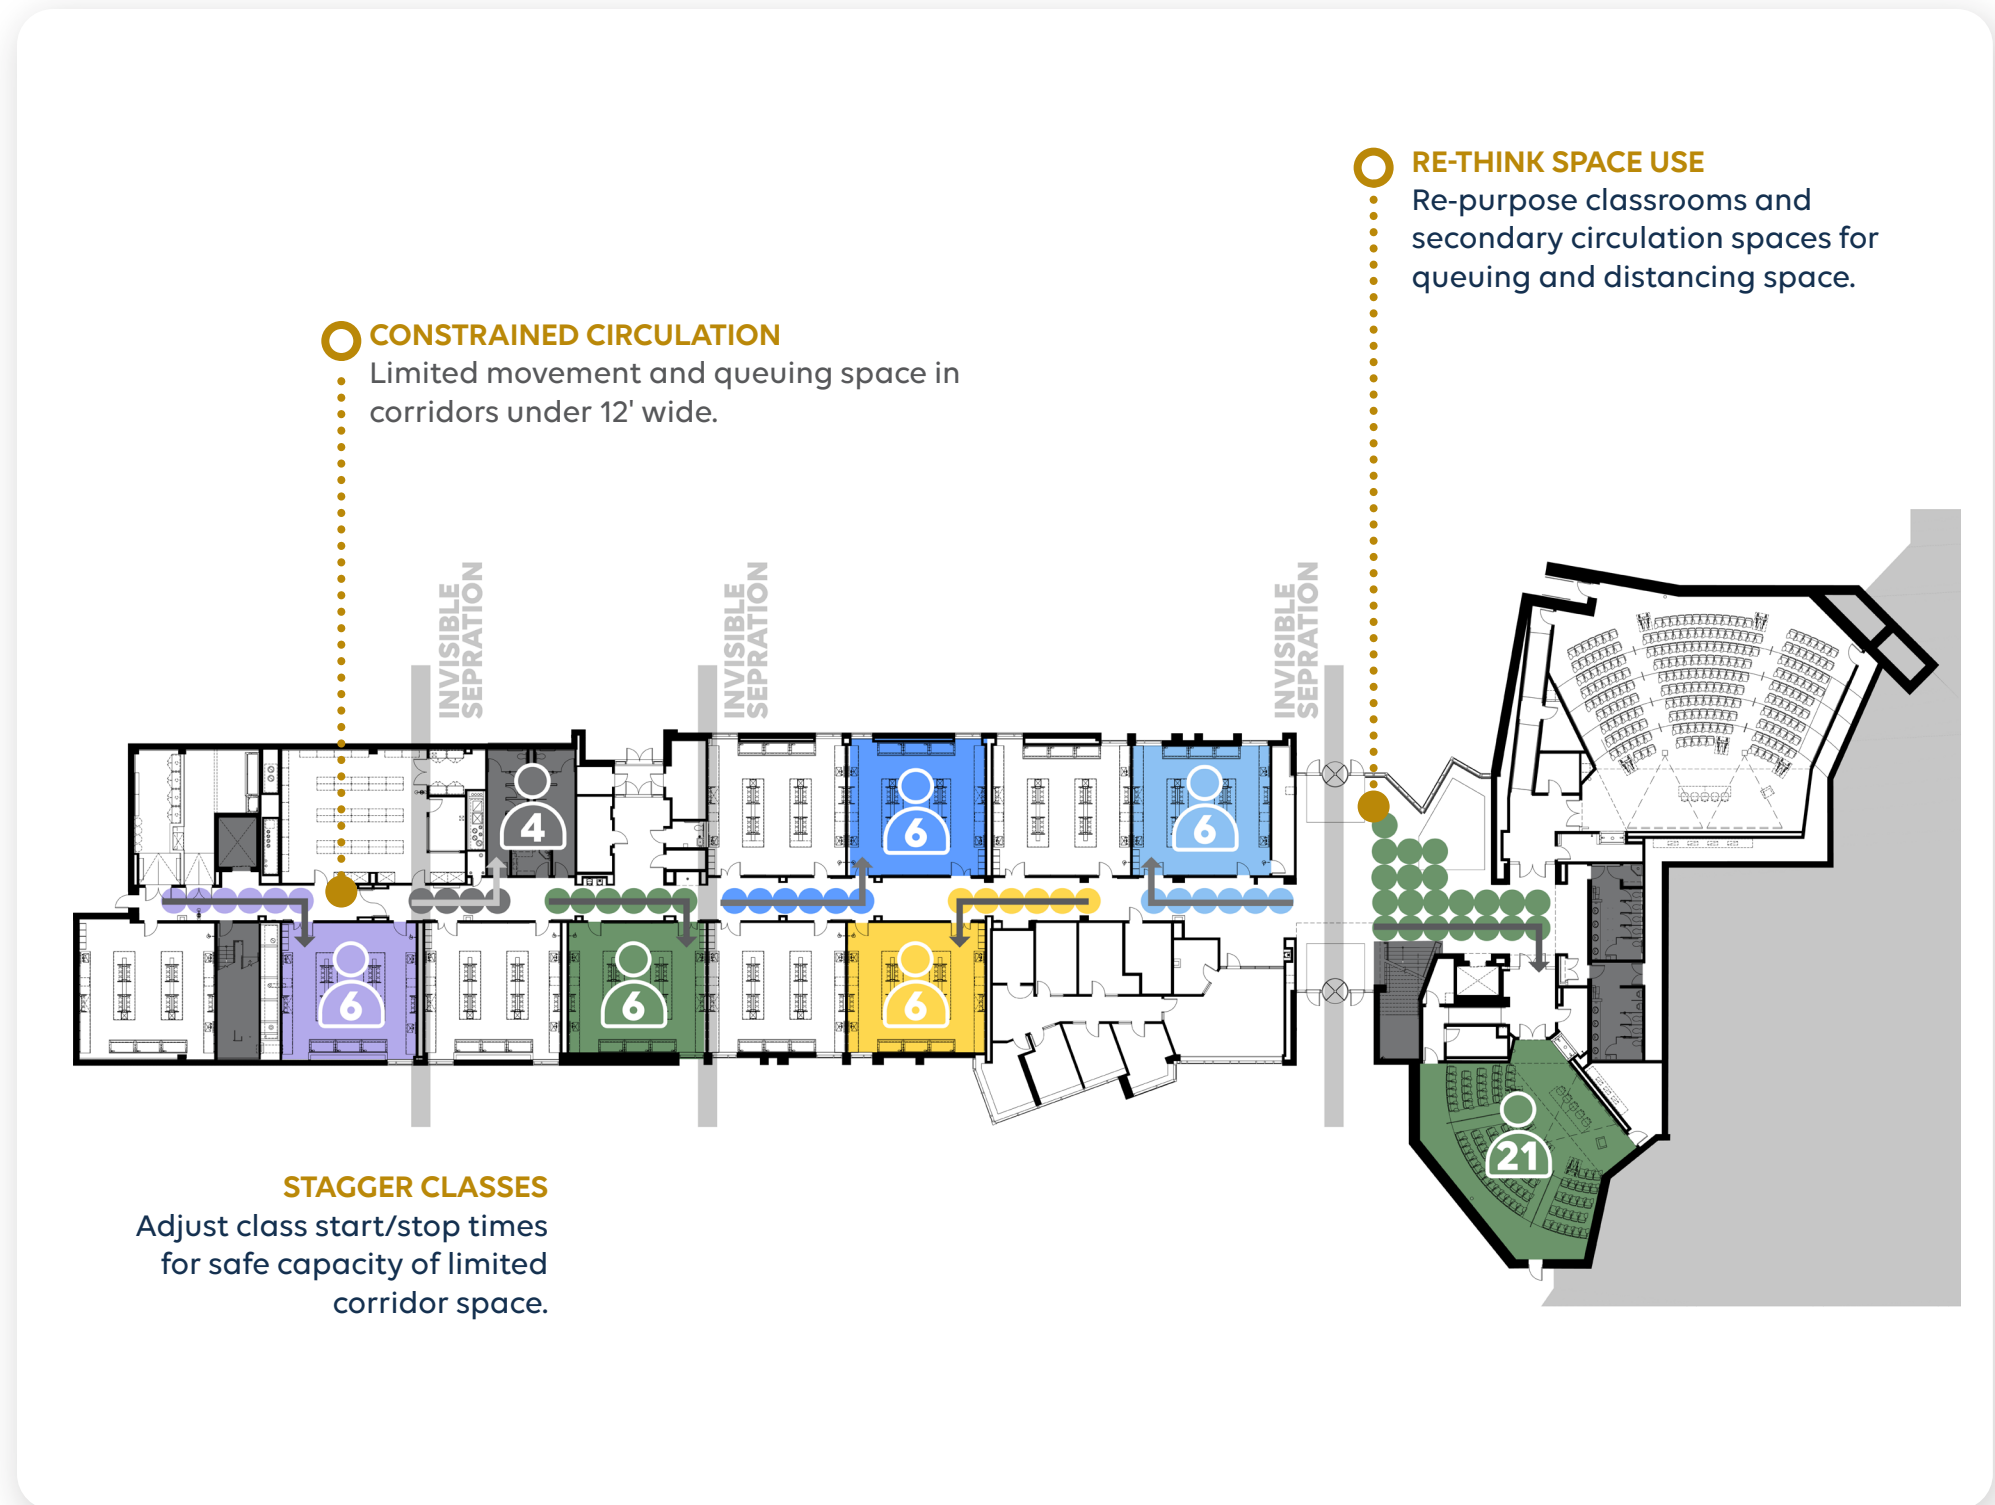 RE-THINK SPACE USE
Re-purpose classrooms and
secondary circulation spaces for
queuing and distancing space.
CONSTRAINED CIRCULATION
Limited movement and queuing space in
corridors under 12' wide.
INVISIBLE
SEPRATION
INVISIBLE
SEPRATION
INVISIBLE
SEPRATION
4
6
6
6
6
6
21
STAGGER CLASSES
Adjust class start/stop times
for safe capacity of limited
corridor space.